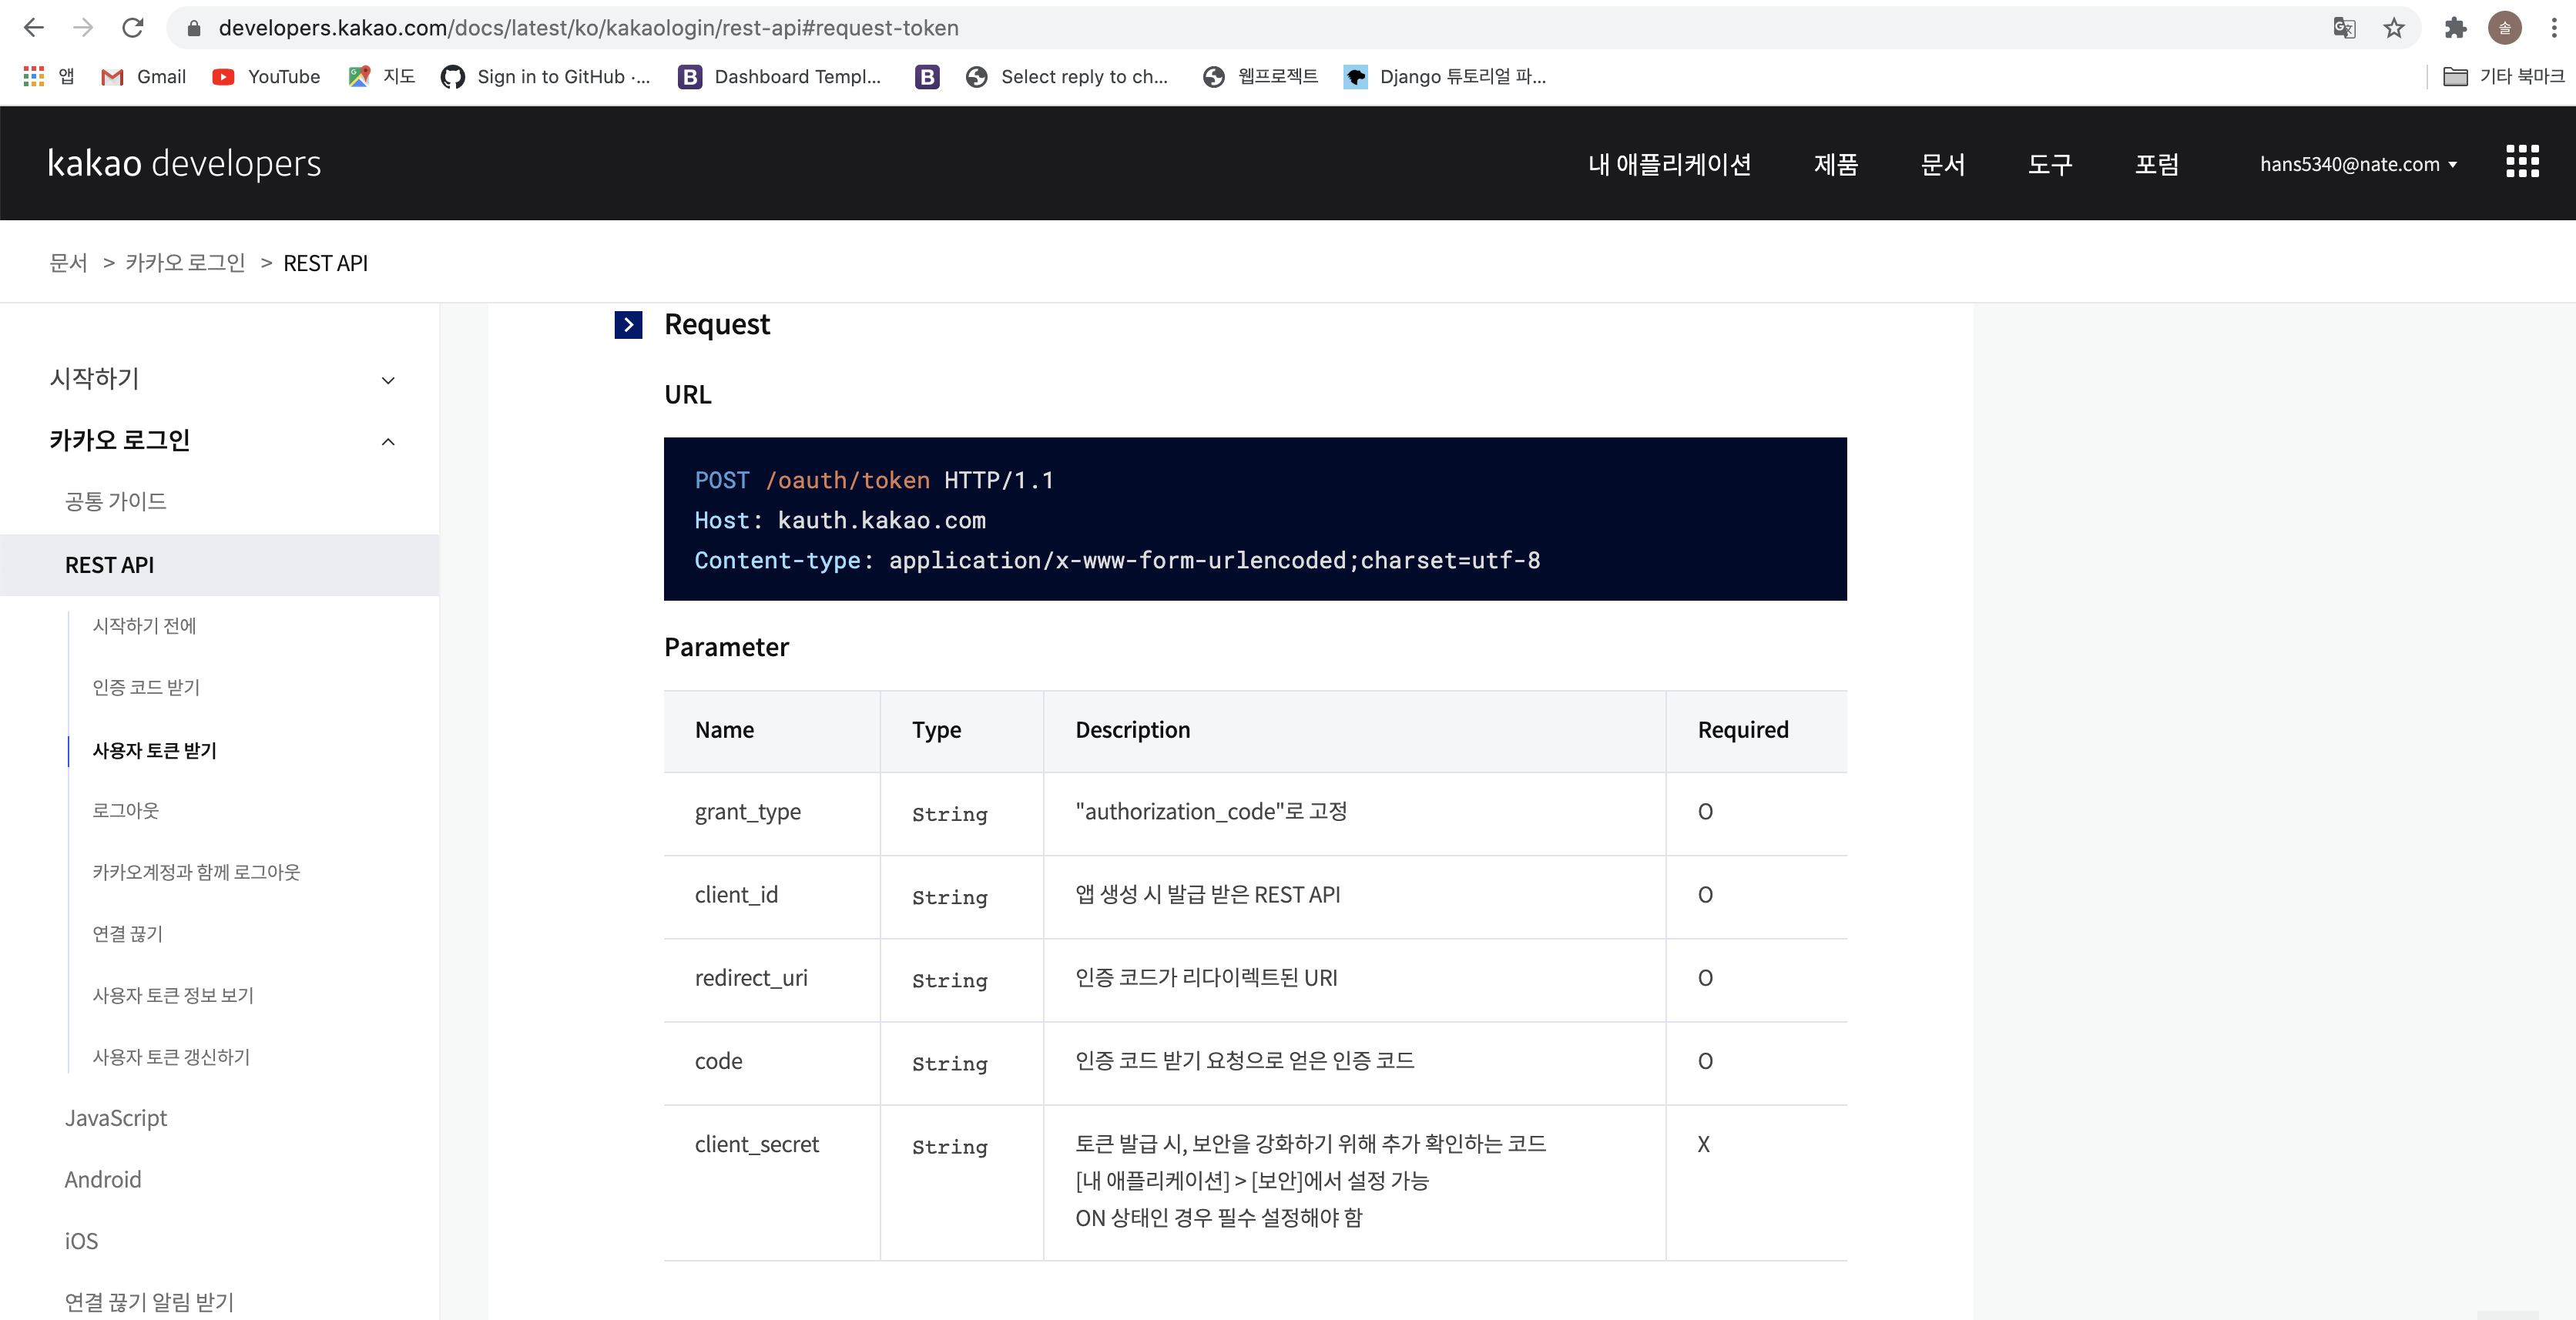 developers.kakao.com/docs/latest/ko/kakaologin/rest-api#request-token
솔
앱 Gmail YouTube 지도 Sign in to GitHub ·... Dashboard Templ... Select reply to ch... 웹프로젝트 Django 튜토리얼 파... 기타 북마크
kakao developers 내 애플리케이션 제품 문서 도구 포럼 hans5340@nate.com
문서 > 카카오 로그인 > REST API
시작하기
카카오 로그인
공통 가이드
REST API
시작하기 전에
인증 코드 받기
사용자 토큰 받기
로그아웃
카카오계정과 함께 로그아웃
연결 끊기
사용자 토큰 정보 보기
사용자 토큰 갱신하기
JavaScript
Android
iOS
연결 끊기 알림 받기
Request
URL
POST /oauth/token HTTP/1.1
Host: kauth.kakao.com
Content-type: application/x-www-form-urlencoded;charset=utf-8
Parameter
Name Type Description Required
grant_type String "authorization_code"로 고정 O
client_id String 앱 생성 시 발급 받은 REST API O
redirect_uri String 인증 코드가 리다이렉트된 URI O
code String 인증 코드 받기 요청으로 얻은 인증 코드 O
client_secret String 토큰 발급 시, 보안을 강화하기 위해 추가 확인하는 코드 X
[내 애플리케이션] > [보안]에서 설정 가능
ON 상태인 경우 필수 설정해야 함